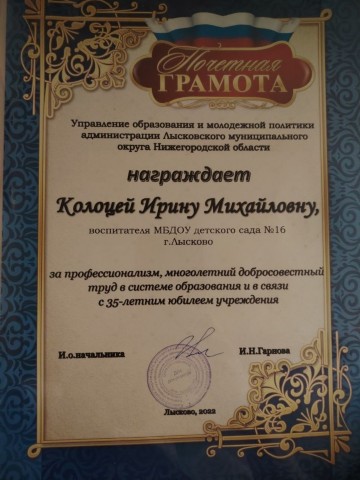 Почетная
ГРАМОТА
Управление образования и молодежной политики
администрации Лысковского муниципального
округа Нижегородской области
награждает
Колоцей Ирину Михайловну,
воспитателя МБДОУ детского сада №16
г.Лысково
за профессионализм, многолетний добросовестный
труд в системе образования и в связи
с 35-летним юбилеем учреждения
И.о.начальника
И.Н.Гарнова
Лысково, 2022